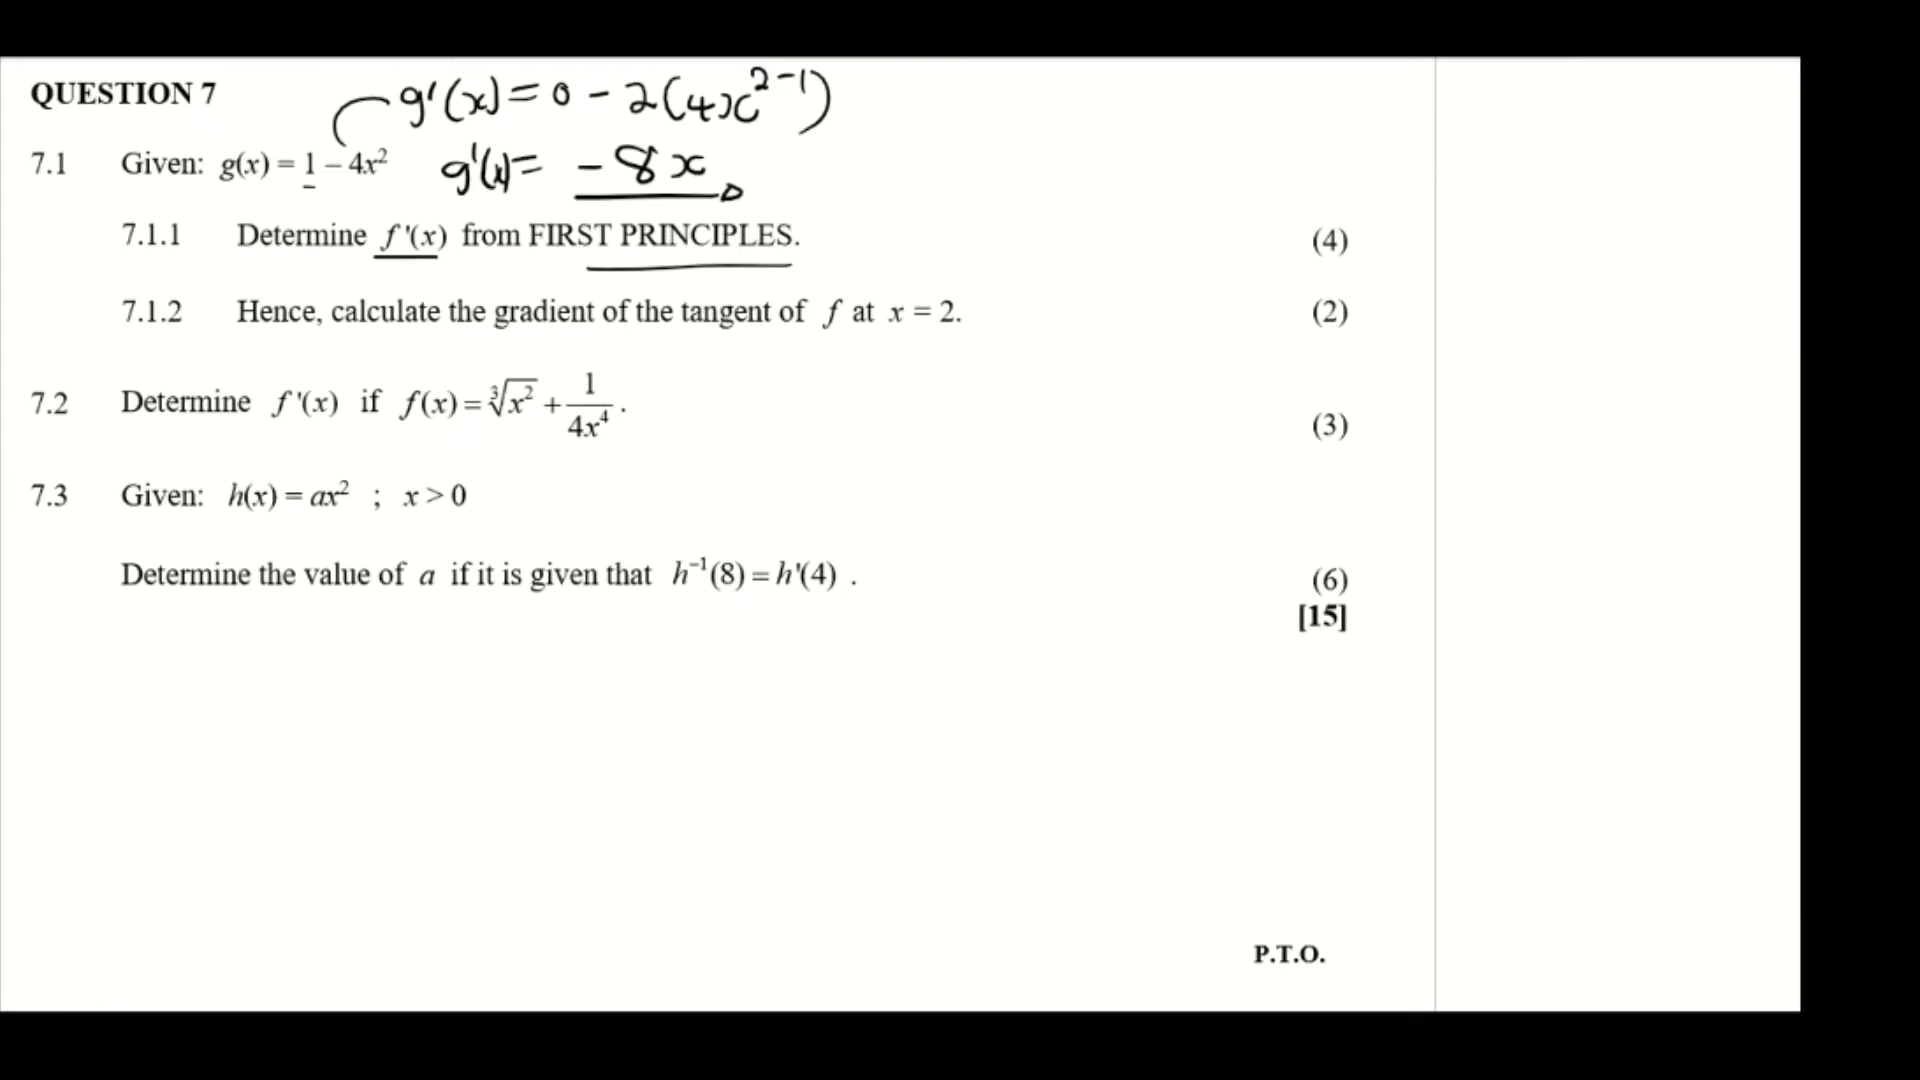 QUESTION 7
g'(x) = 0 - 2(4x²⁻¹)
7.1 Given: g(x) = 1 – 4x²
g'(x) = - 8x
7.1.1 Determine f '(x) from FIRST PRINCIPLES. (4)
7.1.2 Hence, calculate the gradient of the tangent of f at x = 2. (2)
7.2 Determine f '(x) if f(x) = ∛x² + 1/4x⁴ . (3)
7.3 Given: h(x) = ax² ; x > 0
Determine the value of a if it is given that h⁻¹(8) = h'(4) . (6)
[15]
P.T.O.